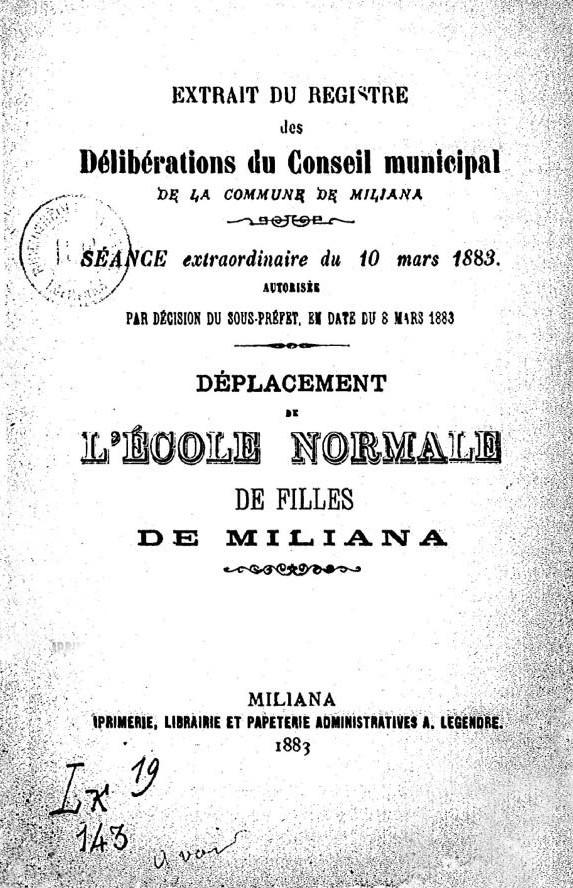 EXTRAIT DU REGISTRE
des
Délibérations du Conseil municipal
DE LA COMMUNE DE MILIANA
SÉANCE extraordinaire du 10 mars 1883.
AUTORISÉE
PAR DÉCISION DU SOUS-PRÉFET, EN DATE DU 8 MARS 1883
DÉPLACEMENT
DE
L'ÉCOLE NORMALE
DE FILLES
DE MILIANA
MILIANA
IPRIMERIE, LIBRAIRIE ET PAPETERIE ADMINISTRATIVES A. LEGENDRE.
1883
Lk 19
143